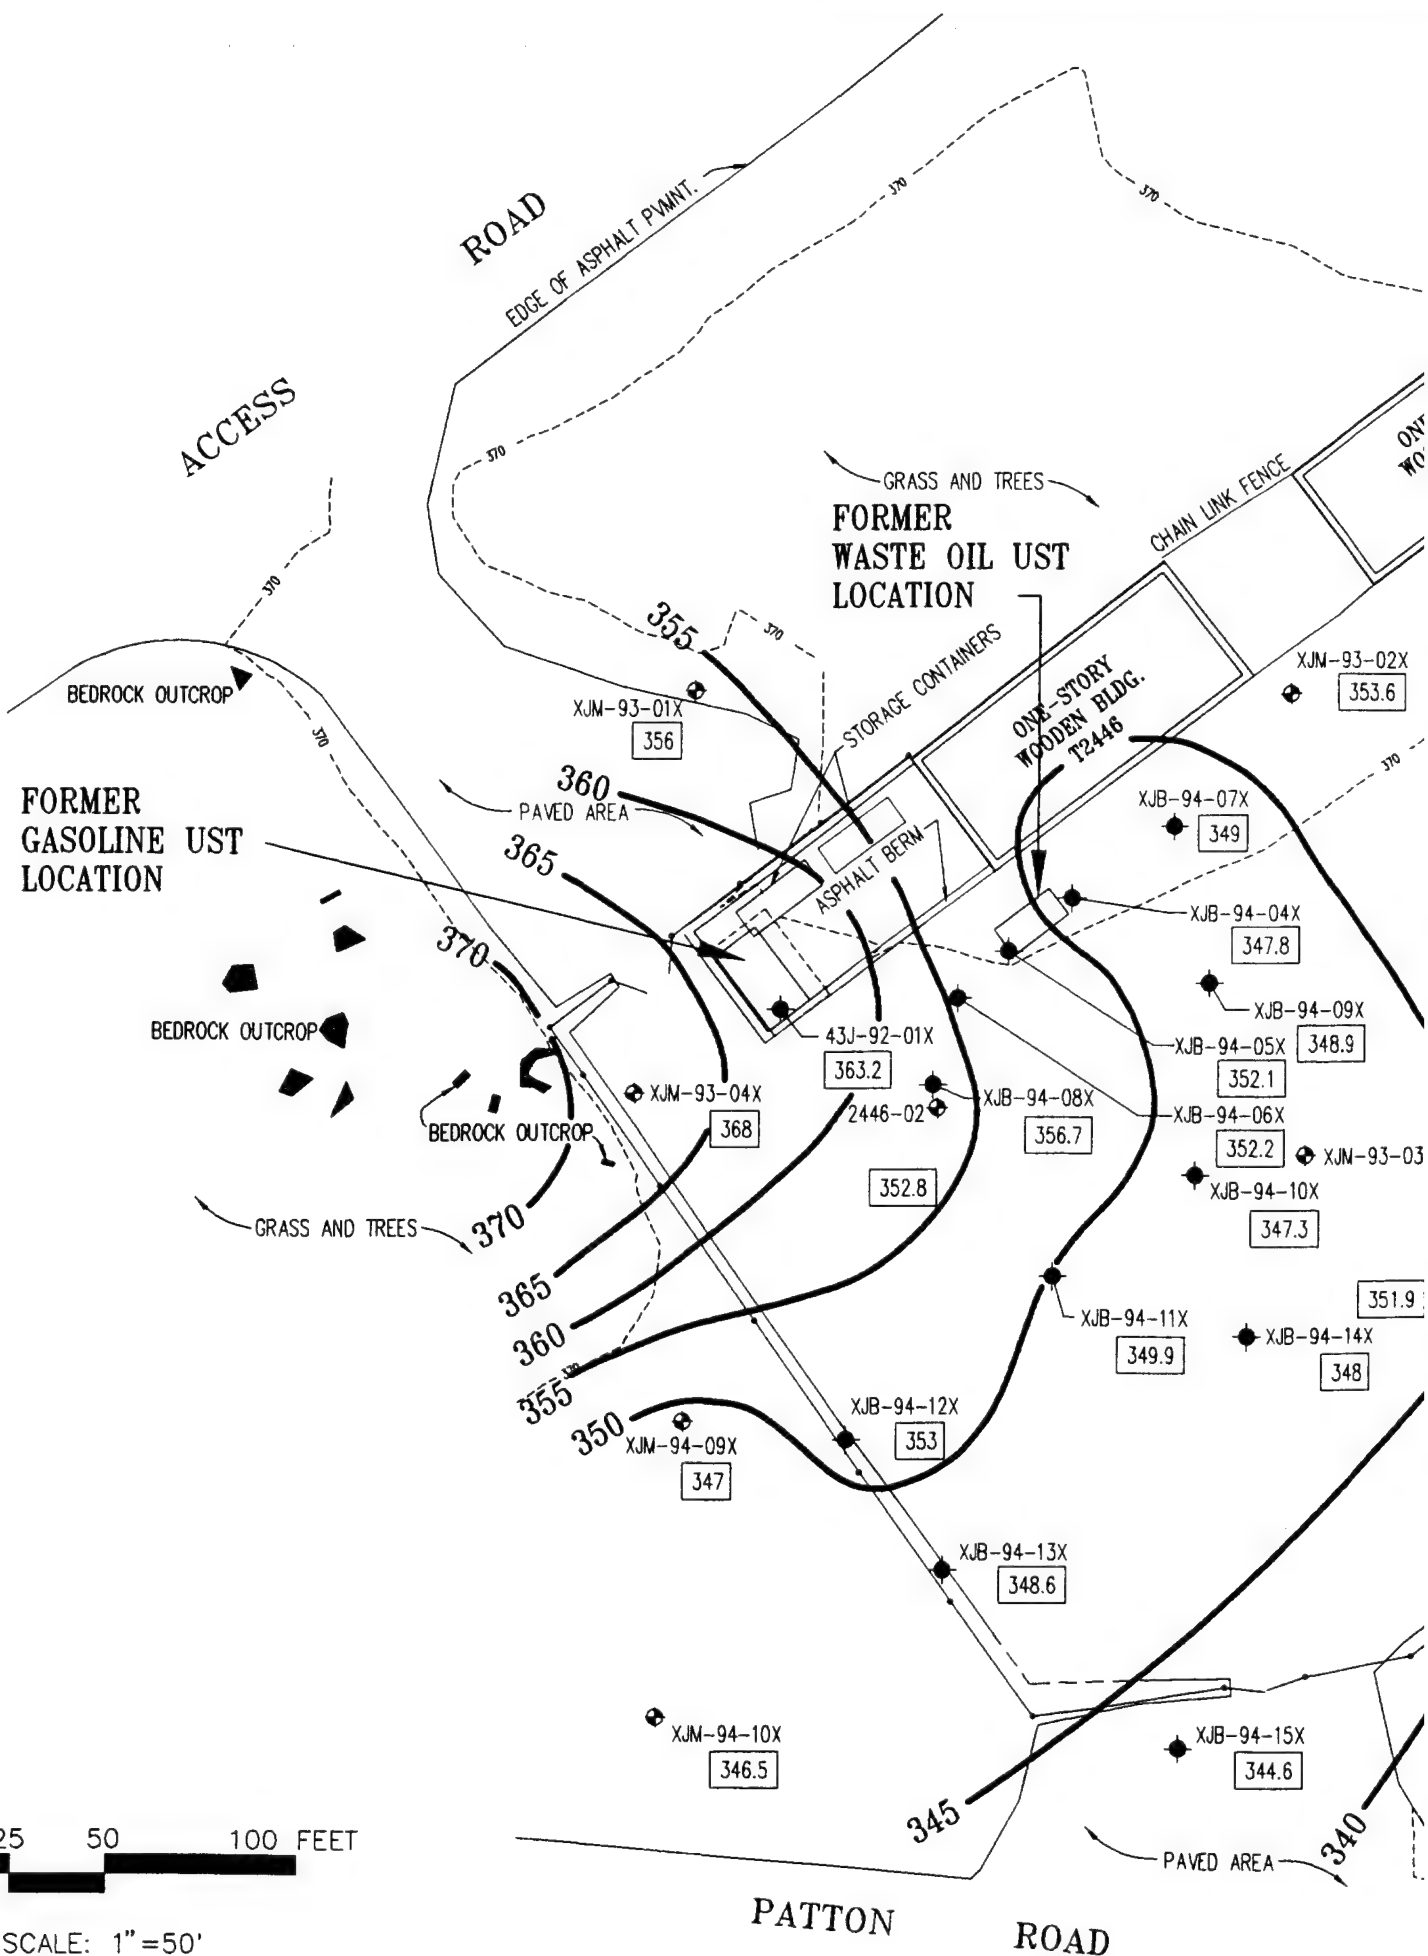 ROAD
EDGE OF ASPHALT PVMNT.
370
370
ACCESS
370
GRASS AND TREES
CHAIN LINK FENCE
FORMER
WASTE OIL UST
LOCATION
370
355
370
STORAGE CONTAINERS
ONE-STORY
WOODEN BLDG.
T2446
BEDROCK OUTCROP
370
XJM-93-01X
356
XJM-93-02X
353.6
370
FORMER
GASOLINE UST
LOCATION
360
PAVED AREA
365
ASPHALT BERM
XJB-94-07X
349
370
XJB-94-04X
347.8
BEDROCK OUTCROP
43J-92-01X
363.2
XJB-94-09X
348.9
XJB-94-05X
352.1
XJM-93-04X
368
2446-02
XJB-94-08X
356.7
XJB-94-06X
352.2
XJM-93-03
BEDROCK OUTCROP
352.8
XJB-94-10X
347.3
GRASS AND TREES
370
365
360
370
355
350
351.9
XJB-94-11X
349.9
XJB-94-14X
348
XJB-94-12X
353
XJM-94-09X
347
XJB-94-13X
348.6
XJM-94-10X
346.5
XJB-94-15X
344.6
345
340
PAVED AREA
25 50 100 FEET
SCALE: 1"=50'
PATTON ROAD